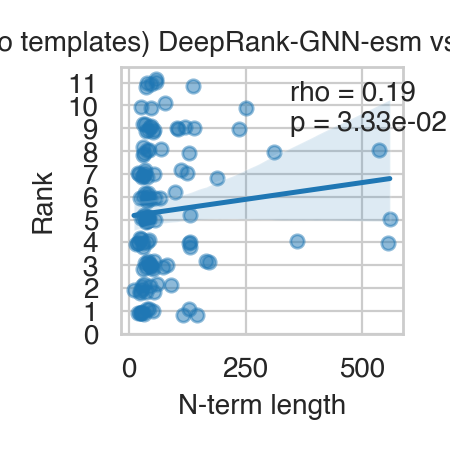 o templates) DeepRank-GNN-esm vs
rho = 0.19
p = 3.33e-02
Rank
11
10
9
8
7
6
5
4
3
2
1
0
0 250 500
N-term length